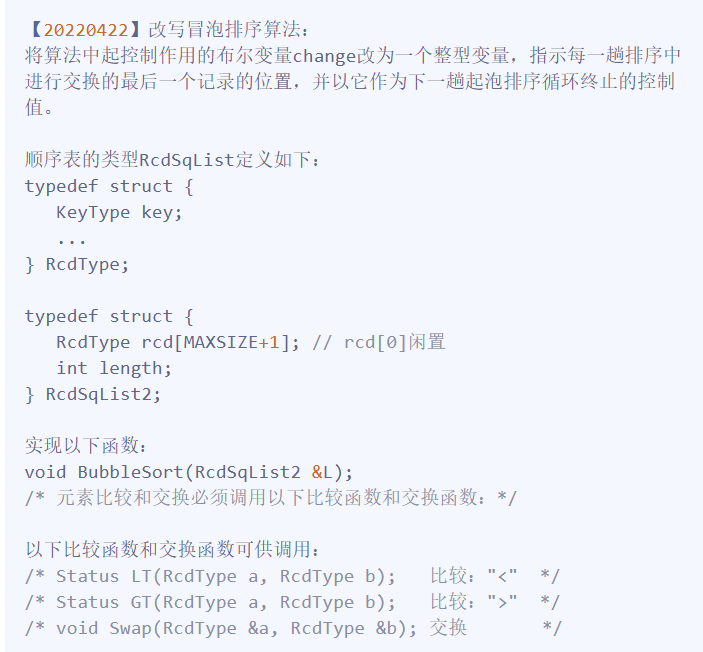 【20220422】改写冒泡排序算法：
将算法中起控制作用的布尔变量change改为一个整型变量，指示每一趟排序中
进行交换的最后一个记录的位置，并以它作为下一趟起泡排序循环终止的控制
值。
顺序表的类型RcdSqList定义如下：
typedef struct {
   KeyType key;
   ...
} RcdType;
typedef struct {
   RcdType rcd[MAXSIZE+1]; // rcd[0]闲置
   int length;
} RcdSqList2;
实现以下函数：
void BubbleSort(RcdSqList2 &L);
/* 元素比较和交换必须调用以下比较函数和交换函数：*/
以下比较函数和交换函数可供调用：
/* Status LT(RcdType a, RcdType b);   比较："<"  */
/* Status GT(RcdType a, RcdType b);   比较：">"  */
/* void Swap(RcdType &a, RcdType &b); 交换       */